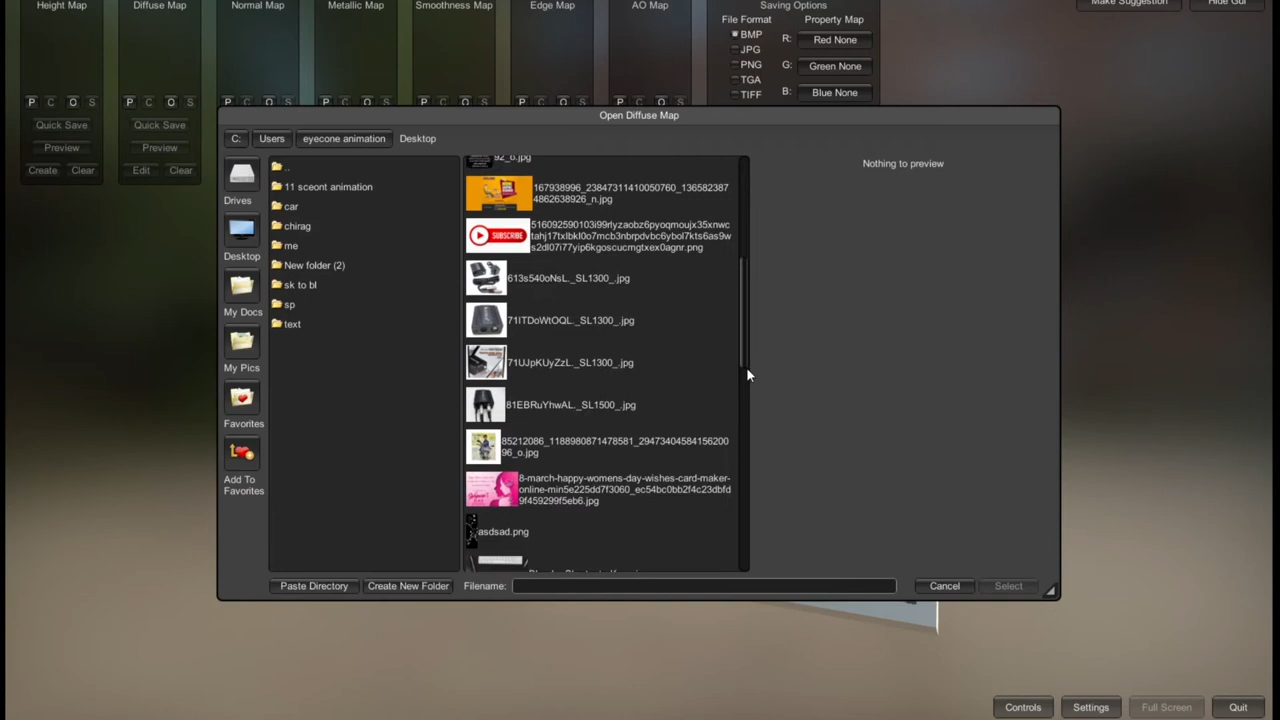 Height Map
Diffuse Map
Normal Map
Metallic Map
Smoothness Map
Edge Map
AO Map
Saving Options
Make Suggestion
Hide Gui
File Format
Property Map
BMP
R:
Red None
JPG
PNG
G:
Green None
TGA
TIFF
B:
Blue None
P C O S
P C O S
P C O S
P C O S
P C O S
P C O S
P C O S
Quick Save
Quick Save
Preview
Preview
Create
Clear
Edit
Clear
Open Diffuse Map
C:
Users
eyecone animation
Desktop
Drives
Desktop
My Docs
My Pics
Favorites
Add To
Favorites
..
11 sceont animation
car
chirag
me
New folder (2)
sk to bl
sp
text
92_o.jpg
167938996_23847311410050760_136582387
4862638926_n.jpg
SUBSCRIBE
516092590103i99rlyzaobz6pyoqmoujx35xnwc
tahj17txlbkl0o7mcb3nbrpdvbc6ybol7kts6as9w
s2dl07i77yip6kgoscucmgtxex0agnr.png
613s540oNsL._SL1300_.jpg
71ITDoWtOQL._SL1300_.jpg
71UJpKUyZzL._SL1300_.jpg
81EBRuYhwAL._SL1500_.jpg
85212086_1188980871478581_29473404584156200
96_o.jpg
8-march-happy-womens-day-wishes-card-maker-
online-min5e225dd7f3060_ec54bc0bb2f4c23dbfd
9f459299f5eb6.jpg
asdsad.png
Nothing to preview
Paste Directory
Create New Folder
Filename:
Cancel
Select
Controls
Settings
Full Screen
Quit